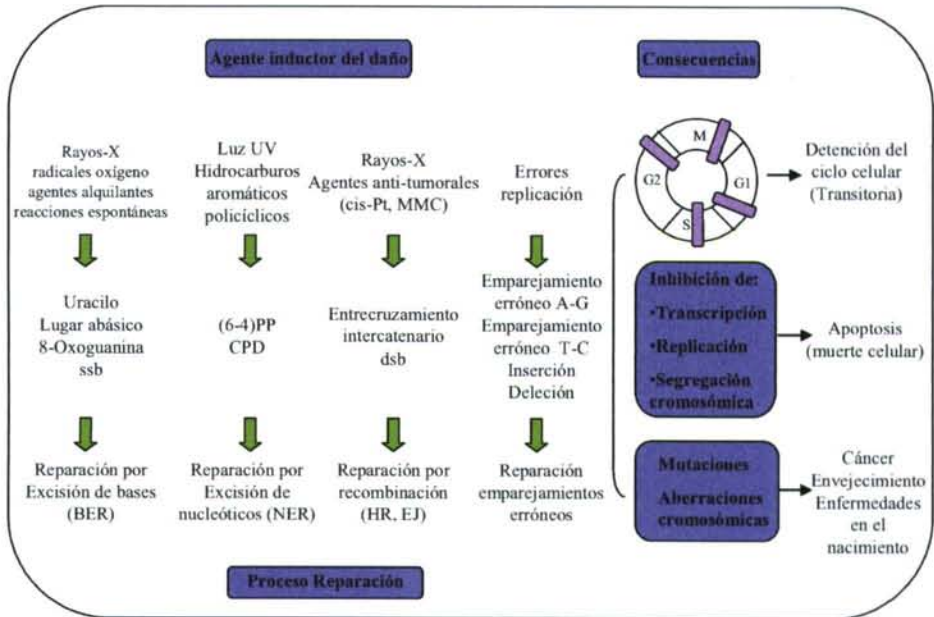 Agente inductor del daño
Consecuencias
Rayos-X
radicales oxígeno
agentes alquilantes
reacciones espontáneas
Luz UV
Hidrocarburos
aromáticos
policíclicos
Rayos-X
Agentes anti-tumorales
(cis-Pt, MMC)
Errores
replicación
M
G2
G1
S
Detención del
ciclo celular
(Transitoria)
Uracilo
Lugar abásico
8-Oxoguanina
ssb
(6-4)PP
CPD
Entrecruzamiento
intercatenario
dsb
Emparejamiento
erróneo A-G
Emparejamiento
erróneo T-C
Inserción
Deleción
Inhibición de:
•Transcripción
•Replicación
•Segregación
cromosómica
Apoptosis
(muerte celular)
Reparación por
Excisión de bases
(BER)
Reparación por
Excisión de
nucleóticos (NER)
Reparación por
recombinación
(HR, EJ)
Reparación
emparejamientos
erróneos
Mutaciones
Aberraciones
cromosómicas
Cáncer
Envejecimiento
Enfermedades
en el
nacimiento
Proceso Reparación